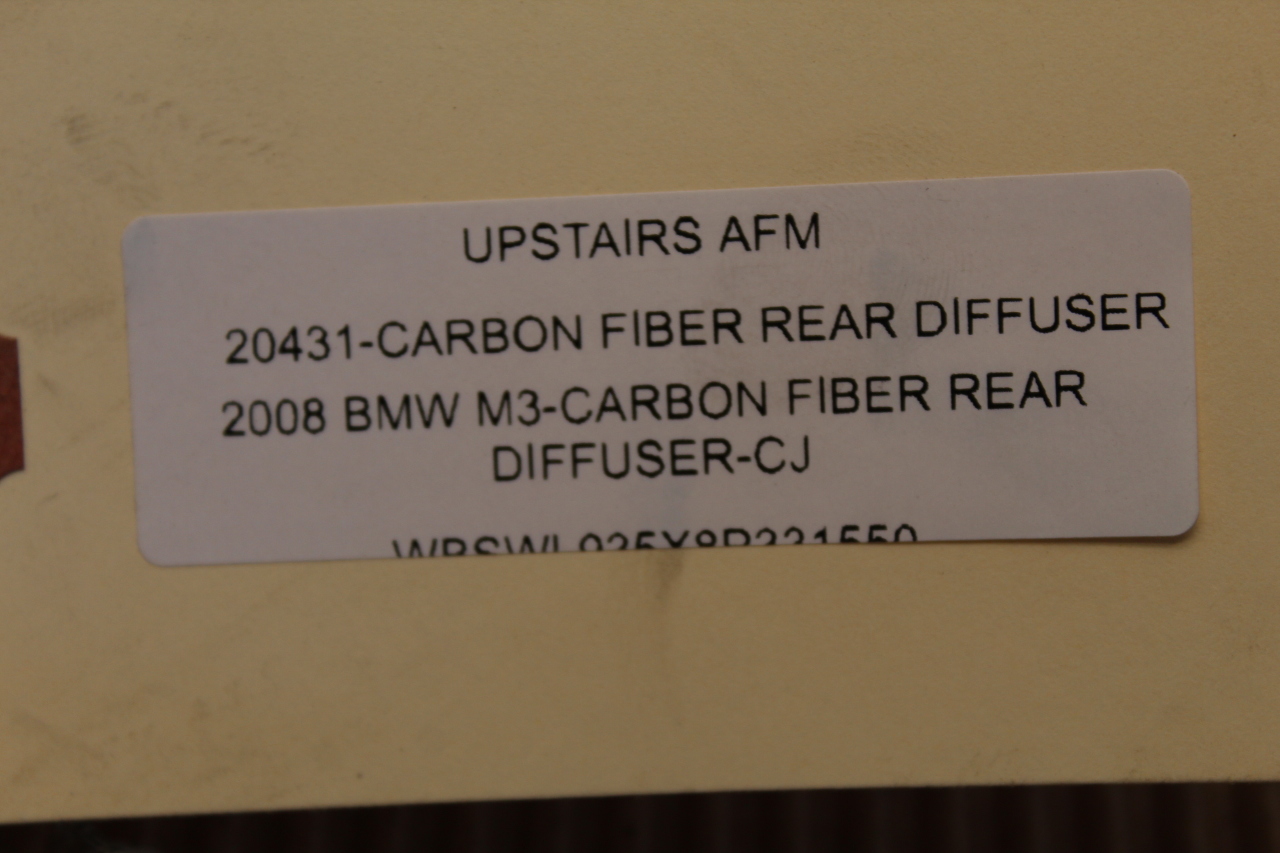 UPSTAIRS AFM
20431-CARBON FIBER REAR DIFFUSER
2008 BMW M3-CARBON FIBER REAR
DIFFUSER-CJ